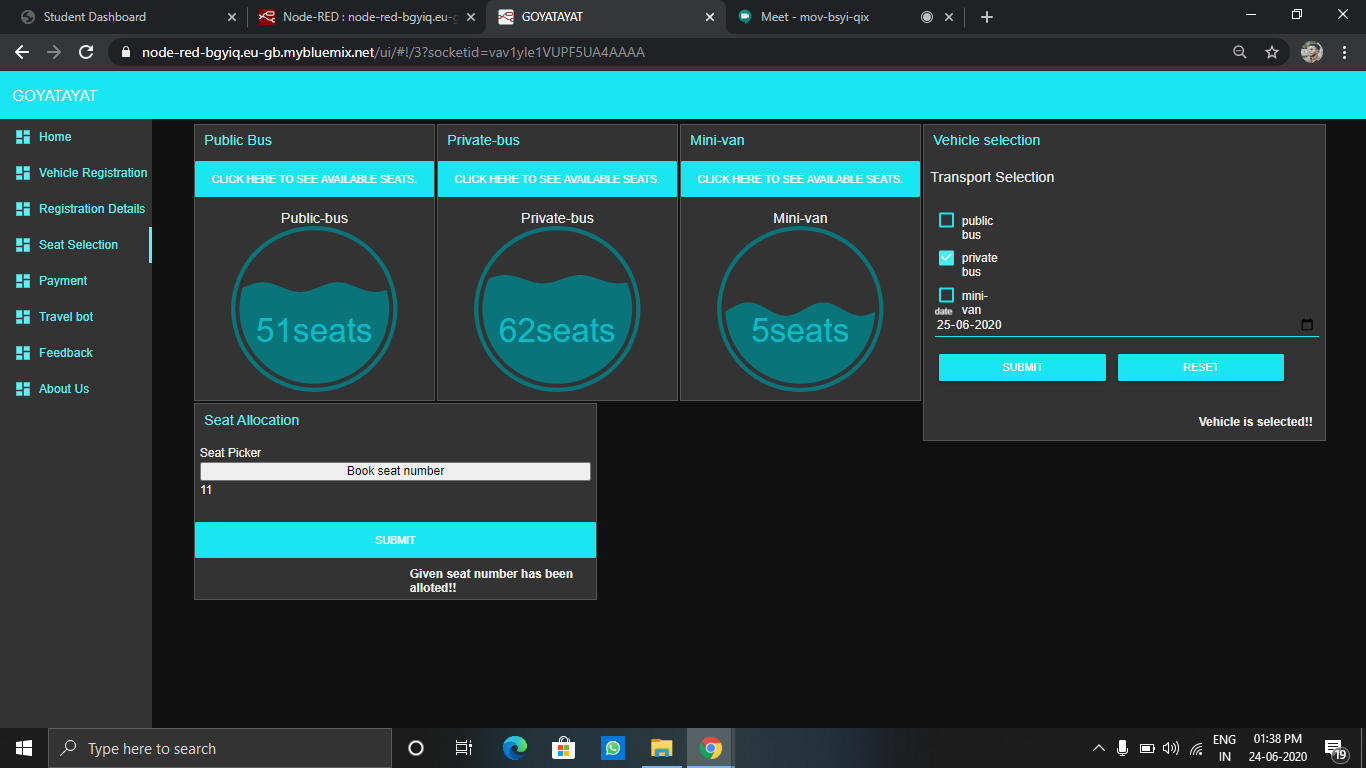 Student Dashboard
Node-RED : node-red-bgyiq.eu-g
GOYATAYAT
Meet - mov-bsyi-qix
node-red-bgyiq.eu-gb.mybluemix.net/ui/#!/3?socketid=vav1yle1VUPF5UA4AAAA
GOYATAYAT
Home
Vehicle Registration
Registration Details
Seat Selection
Payment
Travel bot
Feedback
About Us
Public Bus
CLICK HERE TO SEE AVAILABLE SEATS.
Public-bus
51seats
Private-bus
CLICK HERE TO SEE AVAILABLE SEATS.
Private-bus
62seats
Mini-van
CLICK HERE TO SEE AVAILABLE SEATS.
Mini-van
5seats
Vehicle selection
Transport Selection
public
bus
private
bus
mini-
van
date
25-06-2020
SUBMIT
RESET
Vehicle is selected!!
Seat Allocation
Seat Picker
Book seat number
11
SUBMIT
Given seat number has been
alloted!!
Type here to search
ENG
IN
01:38 PM
24-06-2020
19